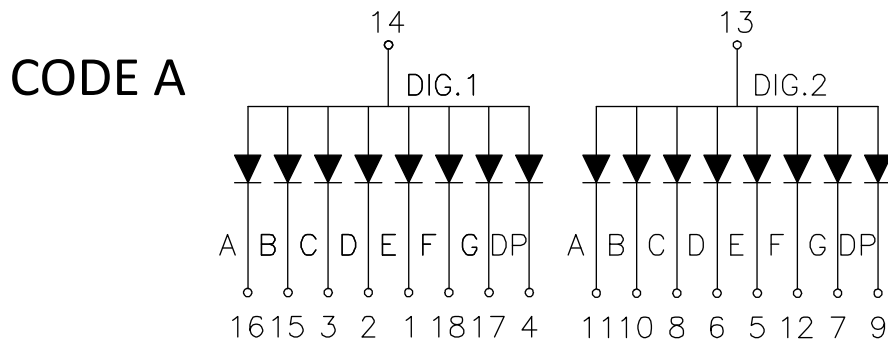 14 13
CODE A
DIG.1 DIG.2
A B C D E F G DP A B C D E F G DP
16 15 3 2 1 18 17 4 11 10 8 6 5 12 7 9